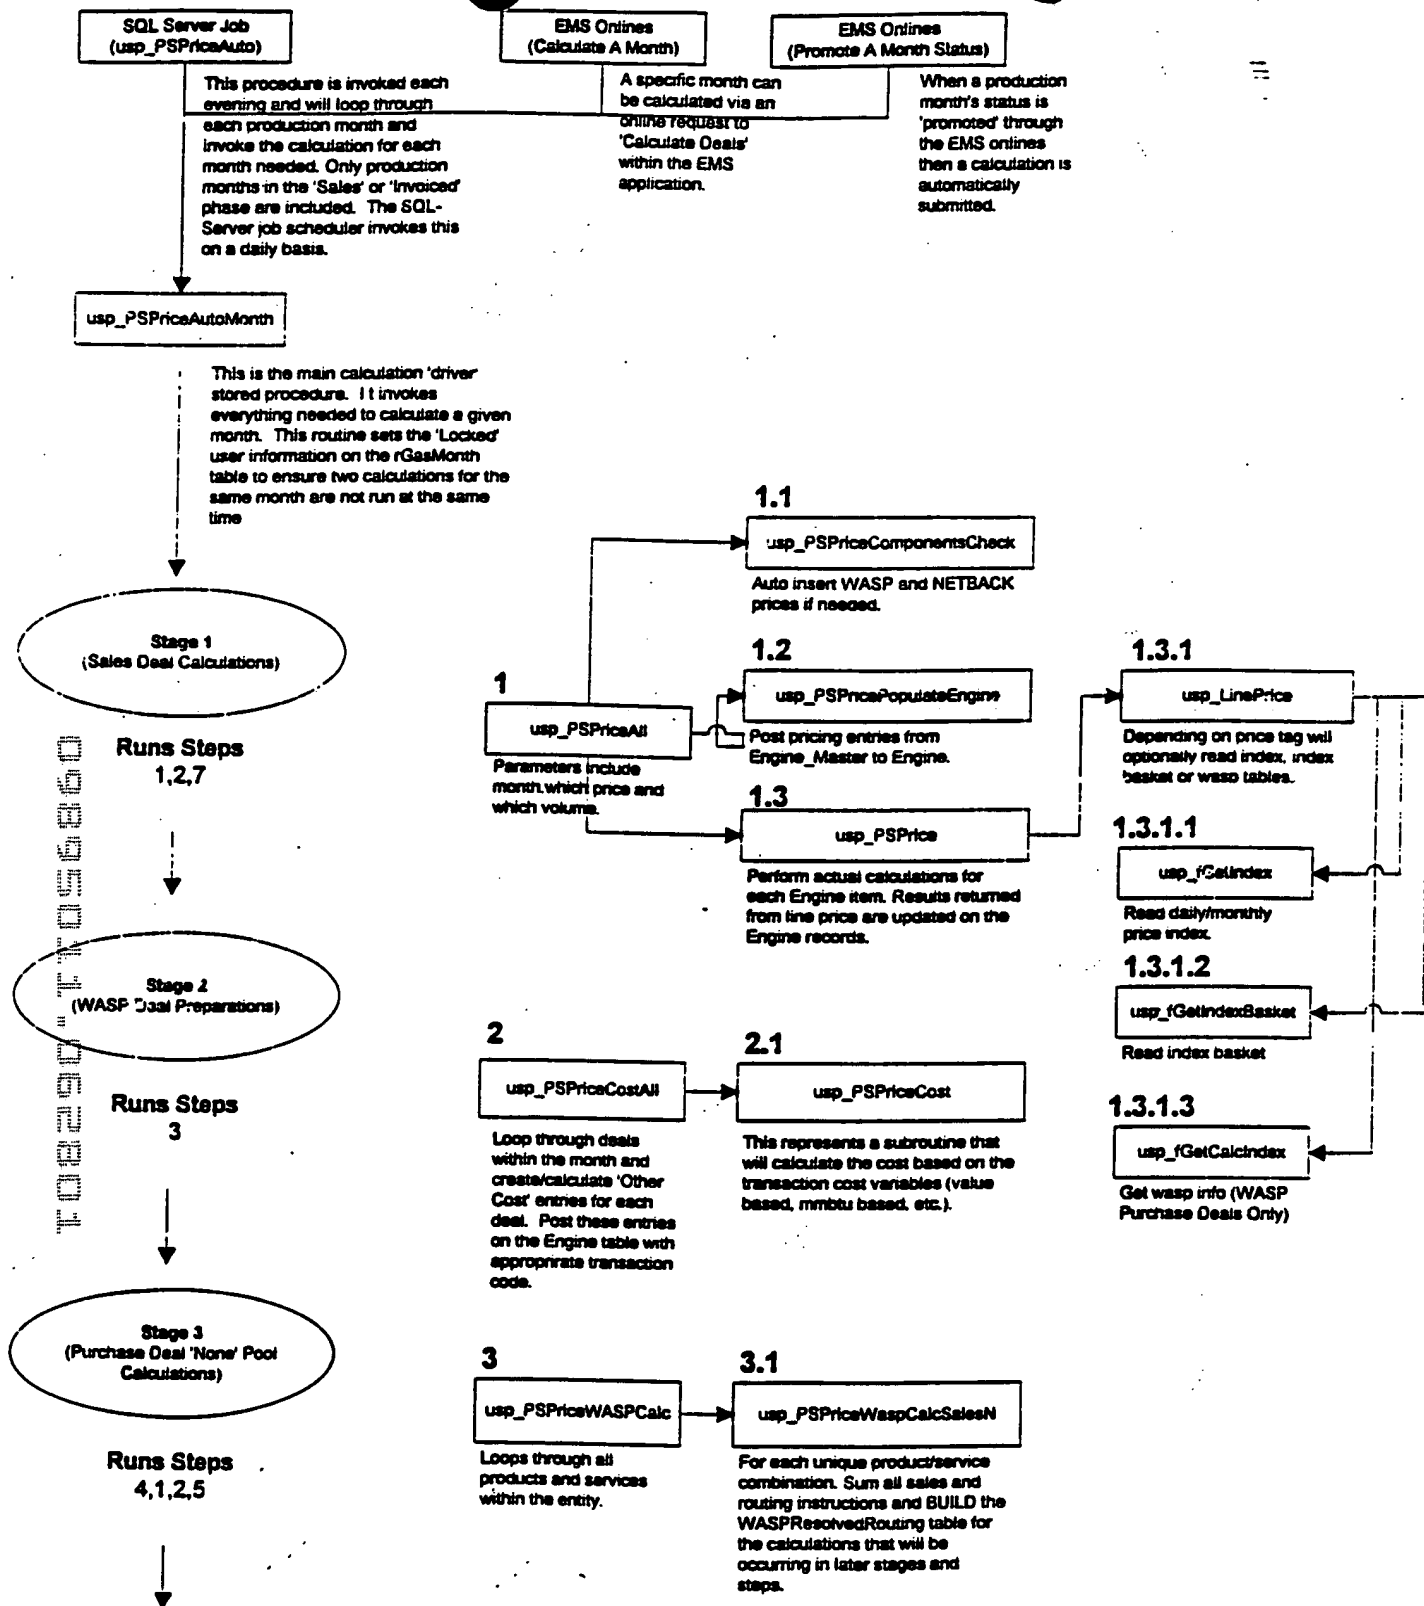 SQL Server Job
(usp_PSPriceAuto)
EMS Onlines
(Calculate A Month)
EMS Onlines
(Promote A Month Status)
This procedure is invoked each
evening and will loop through
each production month and
invoke the calculation for each
month needed. Only production
months in the 'Sales' or 'Invoiced'
phase are included. The SQL-
Server job scheduler invokes this
on a daily basis.
A specific month can
be calculated via an
online request to
'Calculate Deals'
within the EMS
application.
When a production
month's status is
'promoted' through
the EMS onlines
then a calculation is
automatically
submitted.
usp_PSPriceAutoMonth
This is the main calculation 'driver'
stored procedure. I t invokes
everything needed to calculate a given
month. This routine sets the 'Locked'
user information on the rGasMonth
table to ensure two calculations for the
same month are not run at the same
time
Stage 1
(Sales Deal Calculations)
Runs Steps
1,2,7
Stage 2
(WASP Deal Preparations)
Runs Steps
3
Stage 3
(Purchase Deal 'None' Pool
Calculations)
Runs Steps
4,1,2,5
1
usp_PSPriceAll
Parameters include
month.which price and
which volume.
1.1
usp_PSPriceComponentsCheck
Auto insert WASP and NETBACK
prices if needed.
1.2
usp_PSPricePopulateEngine
Post pricing entries from
Engine_Master to Engine.
1.3
usp_PSPrice
Perform actual calculations for
each Engine item. Results returned
from line price are updated on the
Engine records.
1.3.1
usp_LinePrice
Depending on price tag will
optionally read index, index
basket or wasp tables.
1.3.1.1
usp_fGetIndex
Read daily/monthly
price index.
1.3.1.2
usp_fGetIndexBasket
Read index basket
1.3.1.3
usp_fGetCalcIndex
Get wasp info (WASP
Purchase Deals Only)
2
usp_PSPriceCostAll
Loop through deals
within the month and
create/calculate 'Other
Cost' entries for each
deal. Post these entries
on the Engine table with
approprirate transaction
code.
2.1
usp_PSPriceCost
This represents a subroutine that
will calculate the cost based on the
transaction cost variables (value
based, mmbtu based, etc.).
3
usp_PSPriceWASPCalc
Loops through all
products and services
within the entity.
3.1
usp_PSPriceWaspCalcSalesN
For each unique product/service
combination. Sum all sales and
routing instructions and BUILD the
WASPResolvedRouting table for
the calculations that will be
occurring in later stages and
steps.
09895011.062801